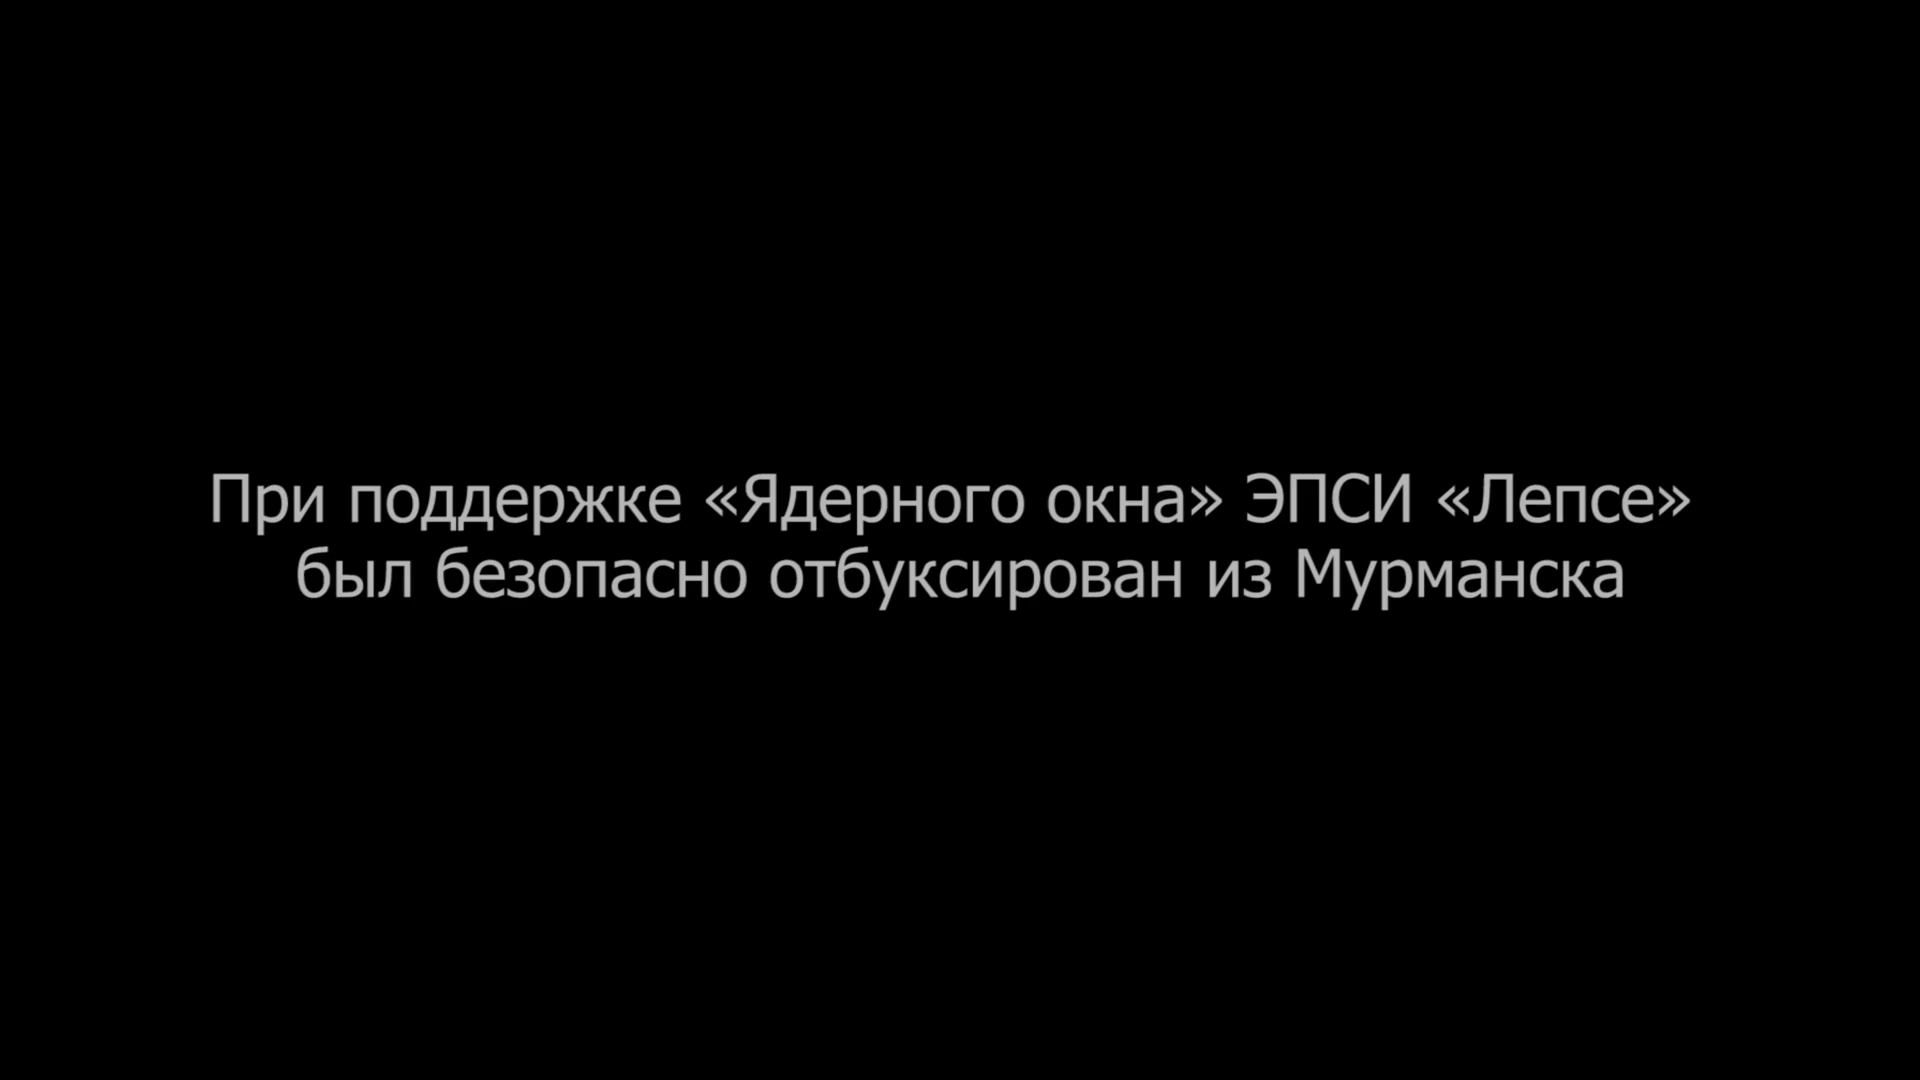 При поддержке «Ядерного окна» ЭПСИ «Лепсе»
был безопасно отбуксирован из Мурманска